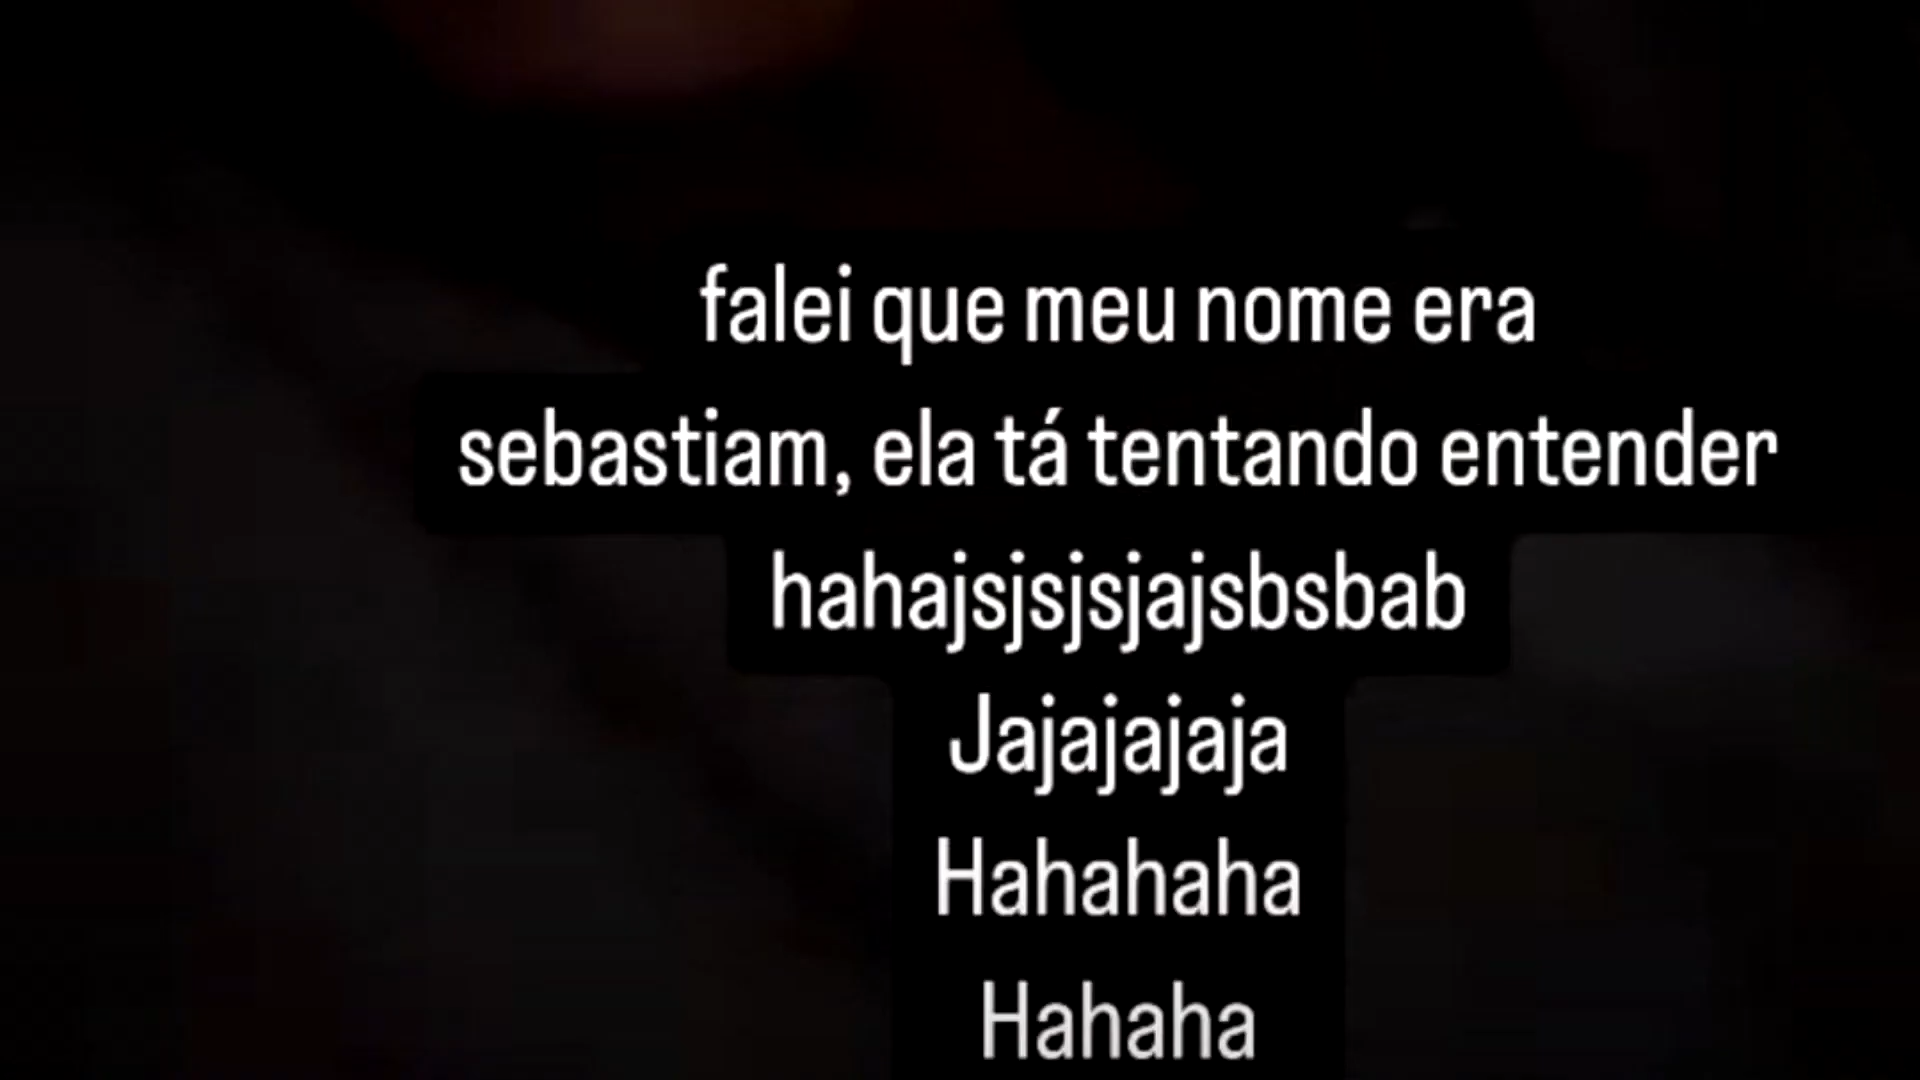 falei que meu nome era
sebastiam, ela tá tentando entender
hahajsjsjsjajsbsbab
Jajajajaja
Hahahaha
Hahaha